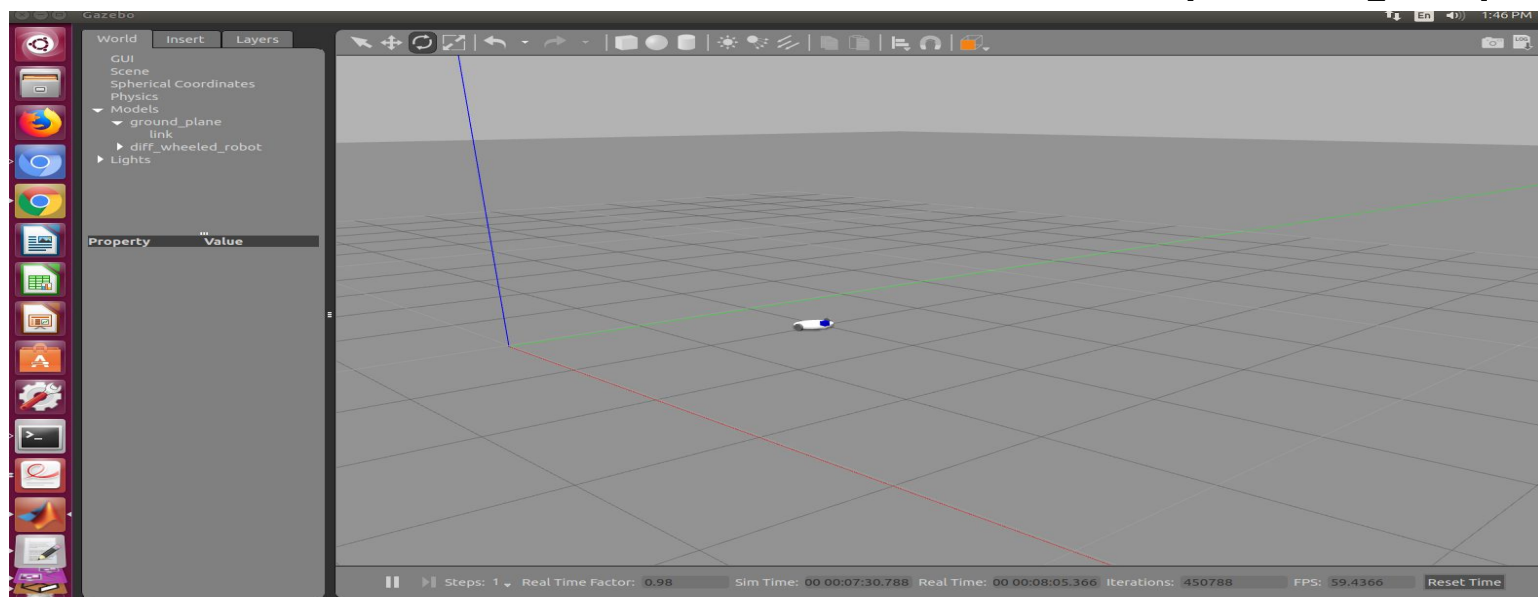 Gazebo
En 1:46 PM
World Insert Layers
GUI
Scene
Spherical Coordinates
Physics
Models
ground_plane
link
diff_wheeled_robot
Lights
Property Value
LOG
Steps: 1 Real Time Factor: 0.98 Sim Time: 00 00:07:30.788 Real Time: 00 00:08:05.366 Iterations: 450788 FPS: 59.4366 Reset Time